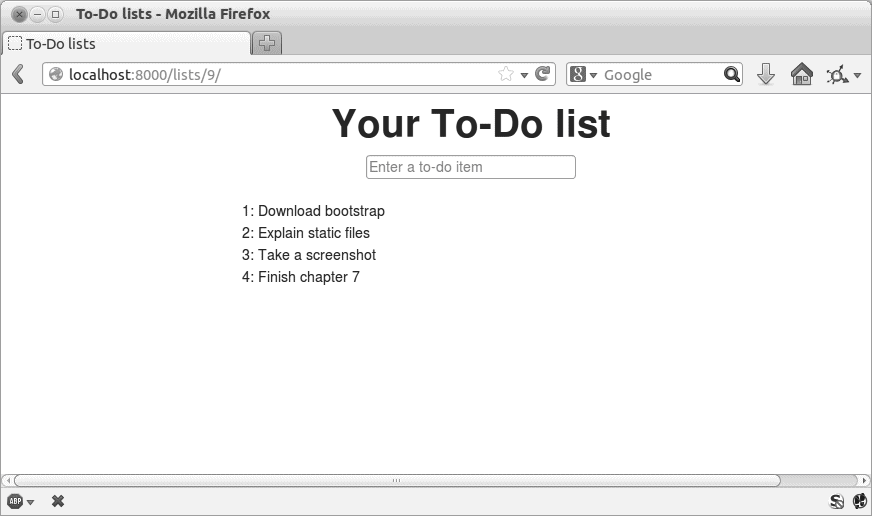 To-Do lists - Mozilla Firefox
To-Do lists
localhost:8000/lists/9/
Google
Your To-Do list
Enter a to-do item
1: Download bootstrap
2: Explain static files
3: Take a screenshot
4: Finish chapter 7
ABP